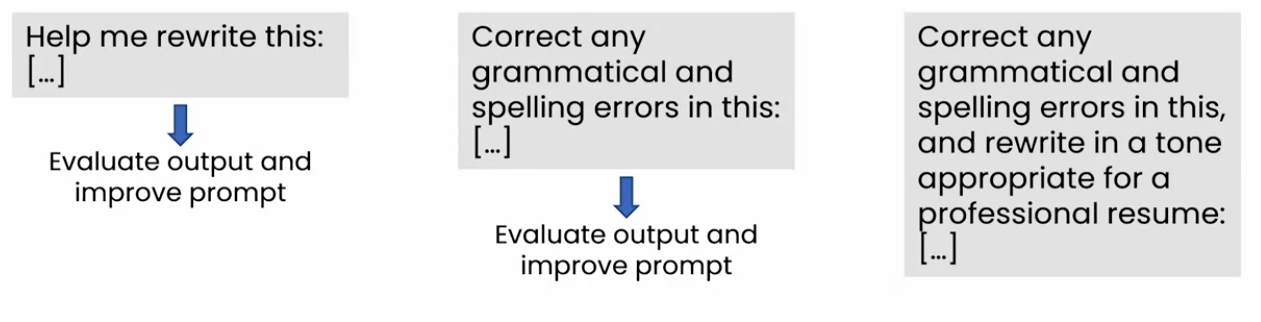 Help me rewrite this:
[...]
Evaluate output and
improve prompt
Correct any
grammatical and
spelling errors in this:
[...]
Evaluate output and
improve prompt
Correct any
grammatical and
spelling errors in this,
and rewrite in a tone
appropriate for a
professional resume:
[...]